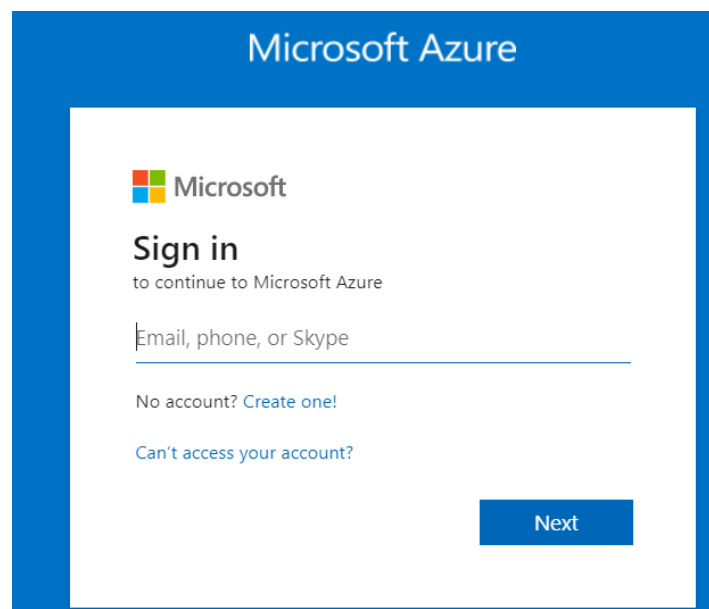 Microsoft Azure
Microsoft
Sign in
to continue to Microsoft Azure
Email, phone, or Skype
No account? Create one!
Can't access your account?
Next